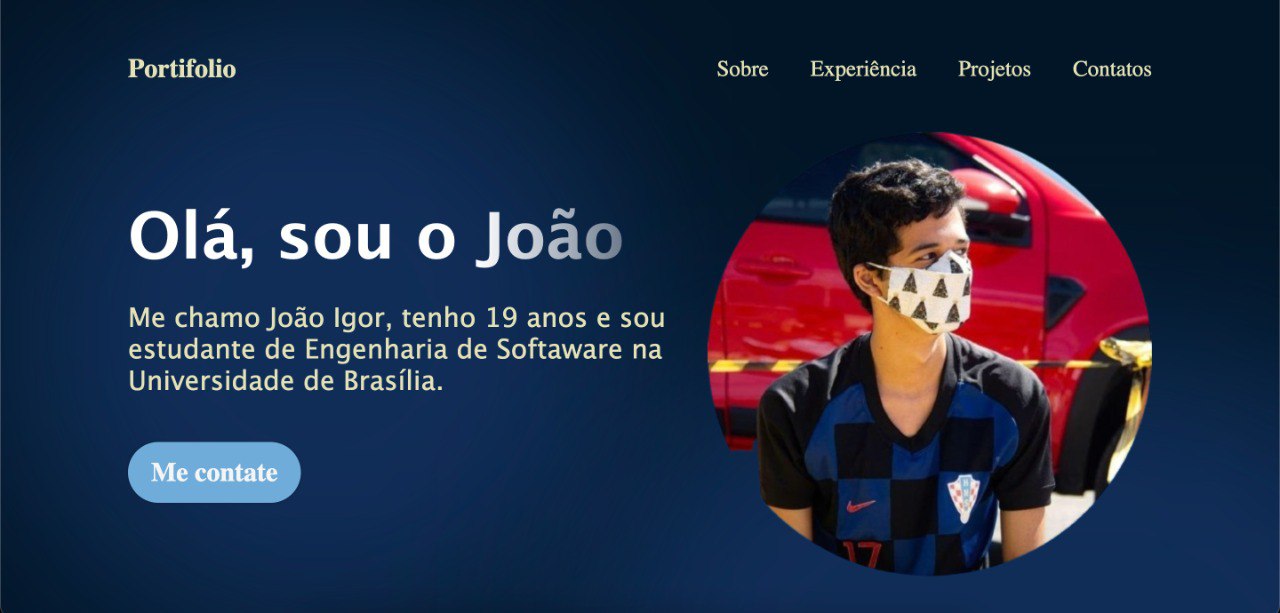 Portifolio
Sobre Experiência Projetos Contatos
Olá, sou o João
Me chamo João Igor, tenho 19 anos e sou
estudante de Engenharia de Softaware na
Universidade de Brasília.
Me contate
17